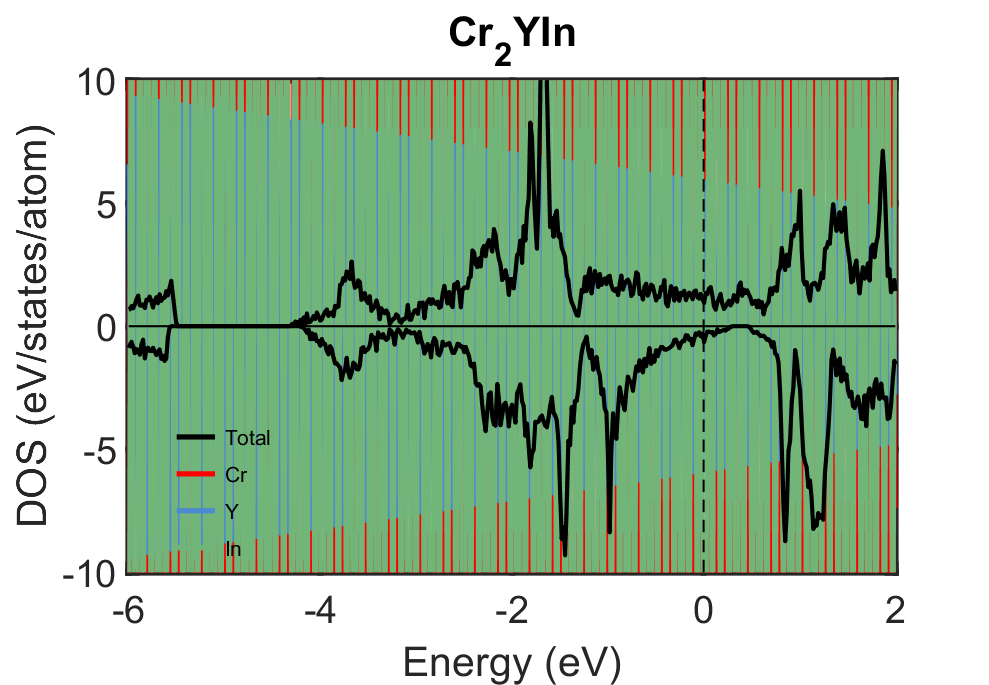 Cr2YIn
DOS (eV/states/atom)
10
5
0
-5
-10
Total
Cr
Y
In
-6 -4 -2 0 2
Energy (eV)